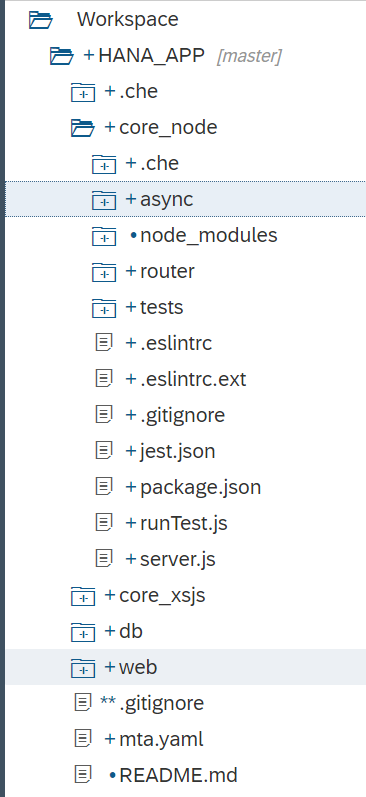 Workspace
+HANA_APP [master]
+.che
+core_node
+.che
+async
•node_modules
+router
+tests
+.eslintrc
+.eslintrc.ext
+.gitignore
+jest.json
+package.json
+runTest.js
+server.js
+core_xsjs
+db
+web
**.gitignore
+mta.yaml
•README.md